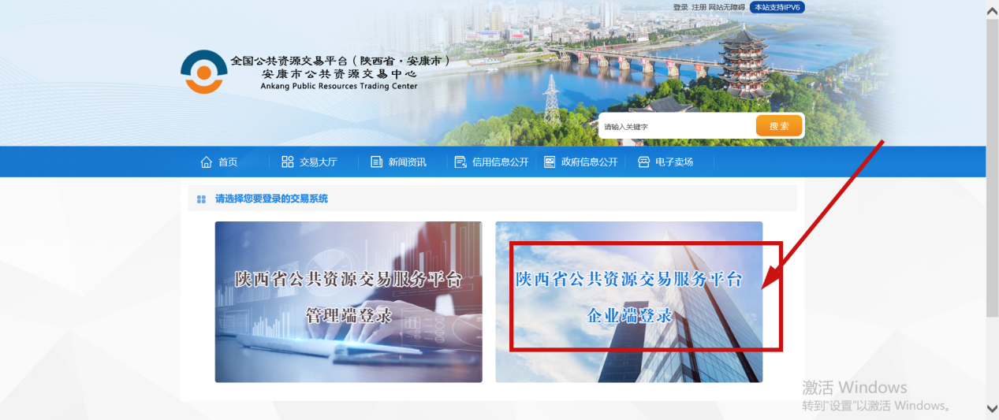 登录 注册 网站无障碍 本站支持IPV6
全国公共资源交易平台（陕西省·安康市）
安康市公共资源交易中心
Ankang Public Resources Trading Center
请输入关键字 搜索
首页 交易大厅 新闻资讯 信用信息公开 政府信息公开 电子卖场
请选择您要登录的交易系统
陕西省公共资源交易服务平台
管理端登录
陕西省公共资源交易服务平台
企业端登录
激活 Windows
转到"设置"以激活 Windows。